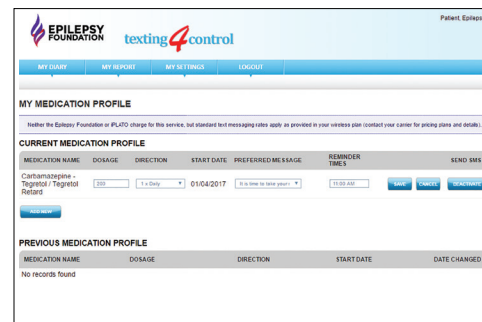 Patient. Epileps
EPILEPSY
FOUNDATION
texting4control
MY DIARY MY REPORT MY SETTINGS LOGOUT
MY MEDICATION PROFILE
Neither the Epilepsy Foundation or iPLATO charge for this service, but standard text messaging rates apply as provided in your wireless plan (contact your carrier for pricing plans and details).
CURRENT MEDICATION PROFILE
MEDICATION NAME DOSAGE DIRECTION START DATE PREFERRED MESSAGE REMINDER TIMES SEND SMS
Carbamazepine -
Tegretol / Tegretol
Retard
200 1 x Daily 01/04/2017 It is time to take your 11:00 AM SAVE CANCEL DEACTIVATE
ADD NEW
PREVIOUS MEDICATION PROFILE
MEDICATION NAME DOSAGE DIRECTION START DATE DATE CHANGED
No records found